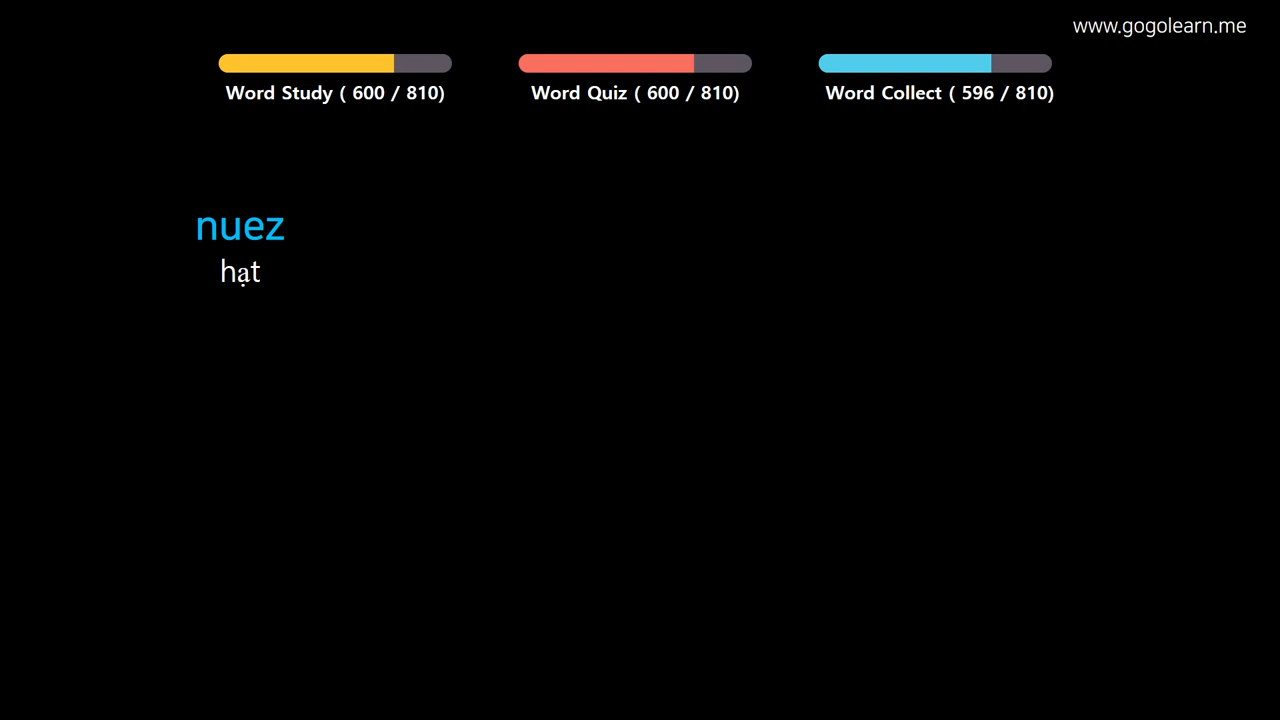 www.gogolearn.me
Word Study ( 600 / 810)
Word Quiz ( 600 / 810)
Word Collect ( 596 / 810)
nuez
hạt